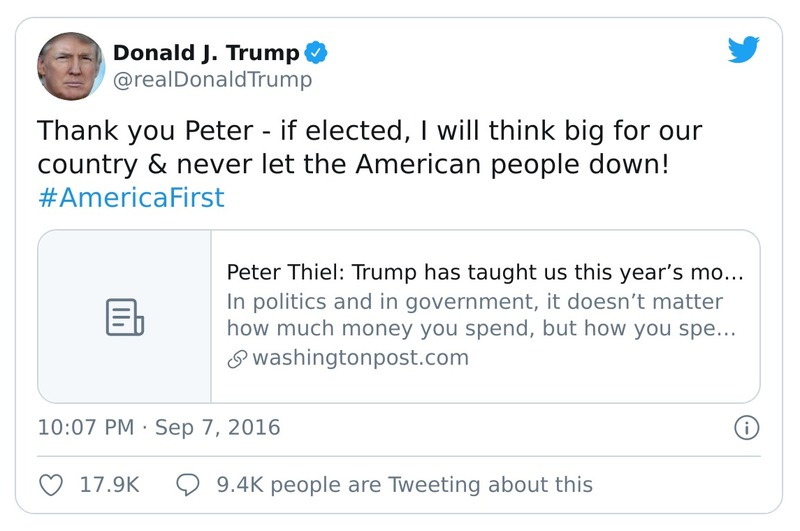 Donald J. Trump
@realDonaldTrump
Thank you Peter - if elected, I will think big for our
country & never let the American people down!
#AmericaFirst
Peter Thiel: Trump has taught us this year’s mo…
In politics and in government, it doesn’t matter
how much money you spend, but how you spe…
washingtonpost.com
10:07 PM · Sep 7, 2016
17.9K 9.4K people are Tweeting about this